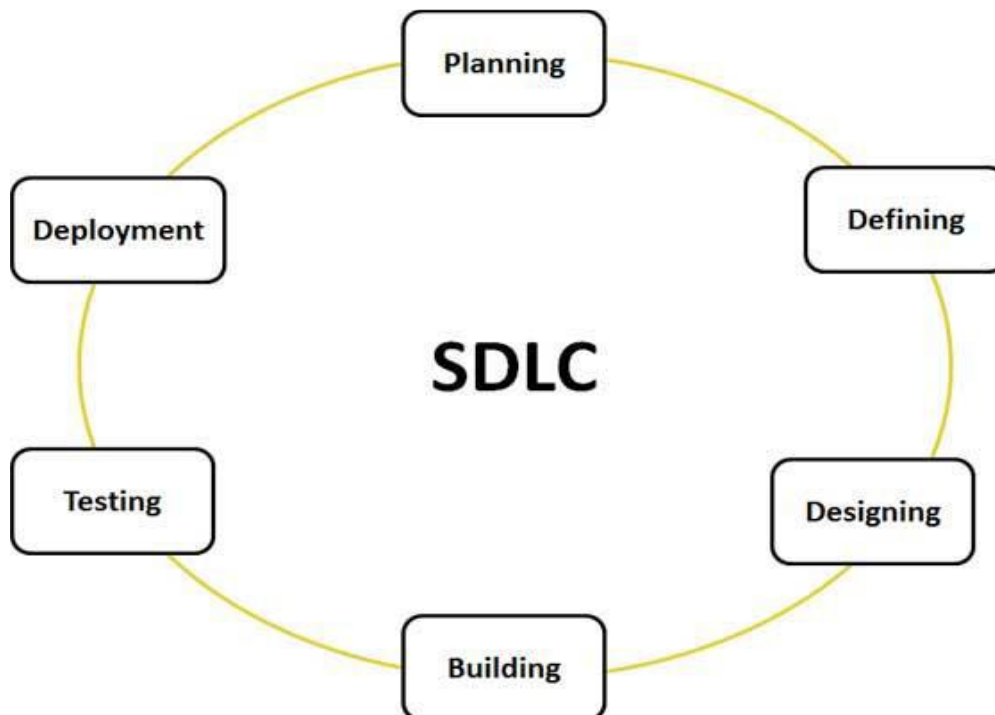 Planning
Defining
Designing
Building
Testing
Deployment
SDLC